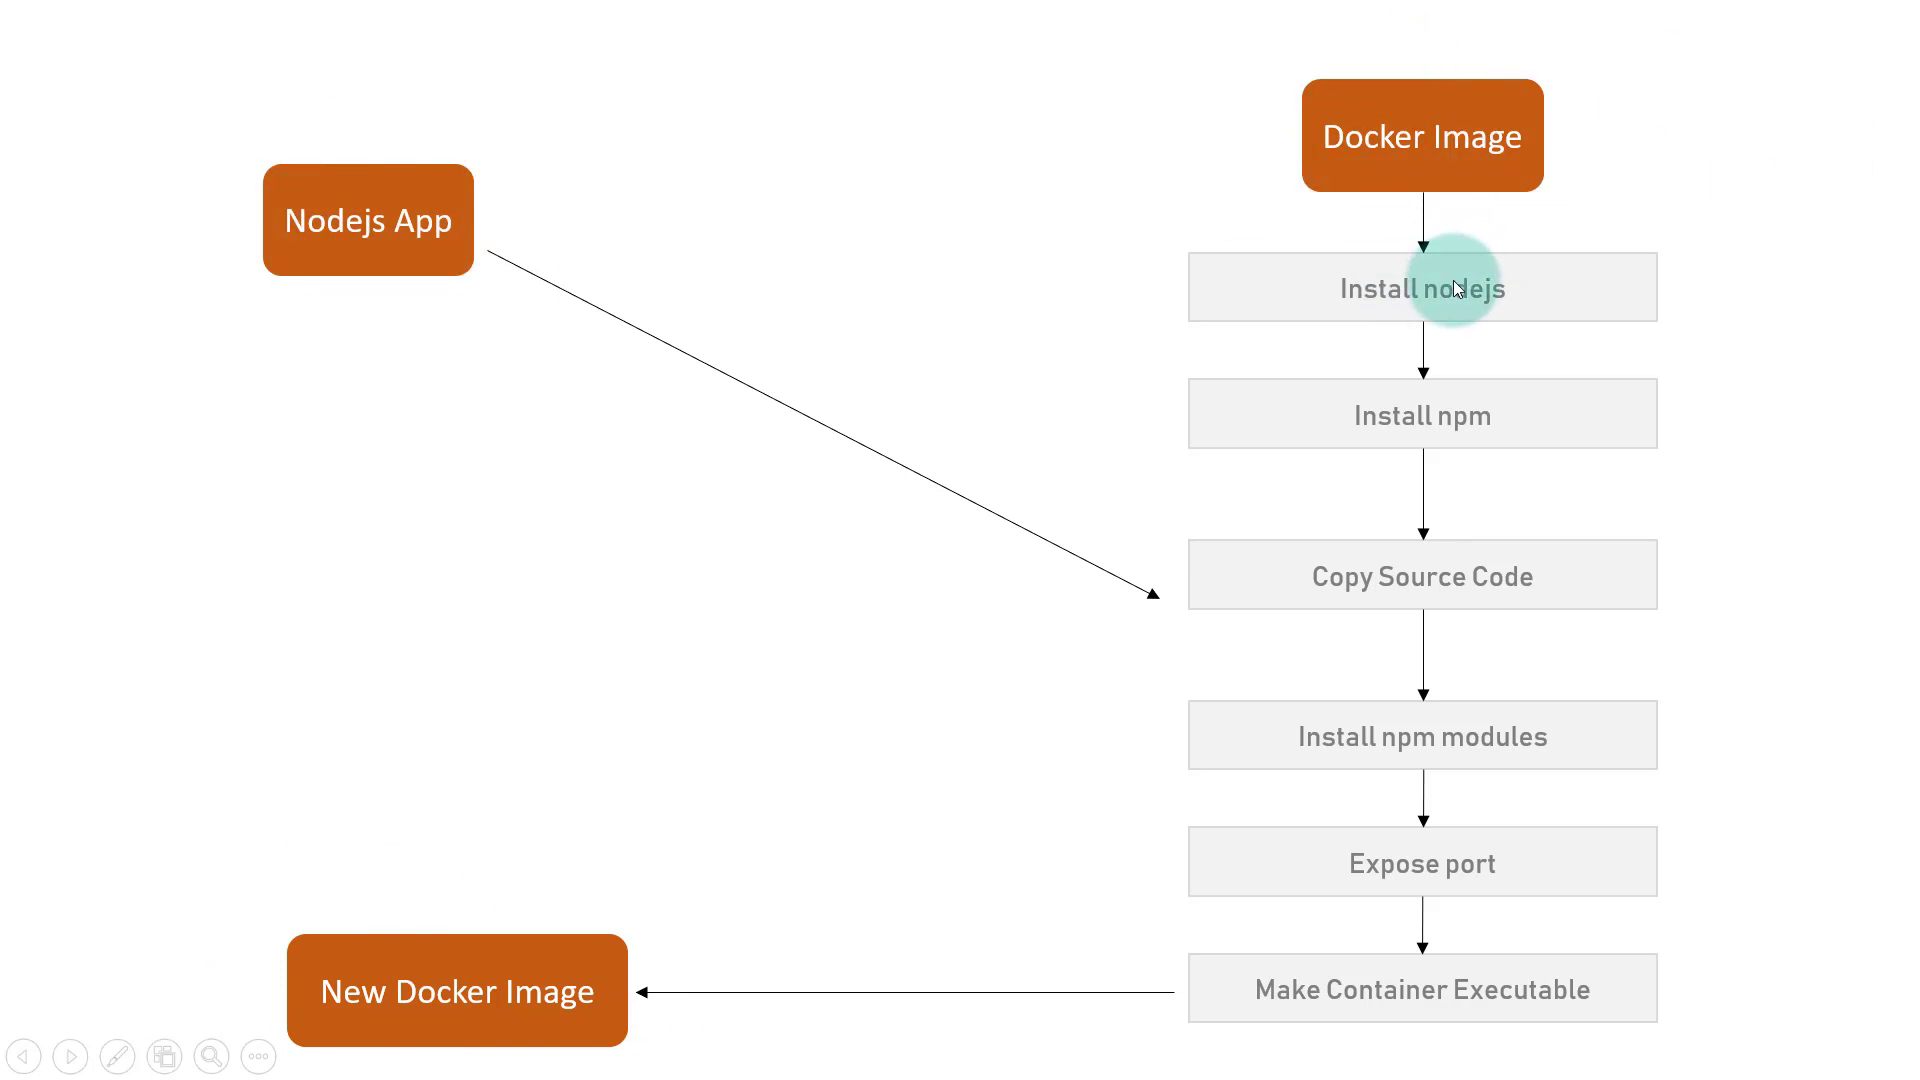 Docker Image
Nodejs App
Install nodejs
Install npm
Copy Source Code
Install npm modules
Expose port
Make Container Executable
New Docker Image